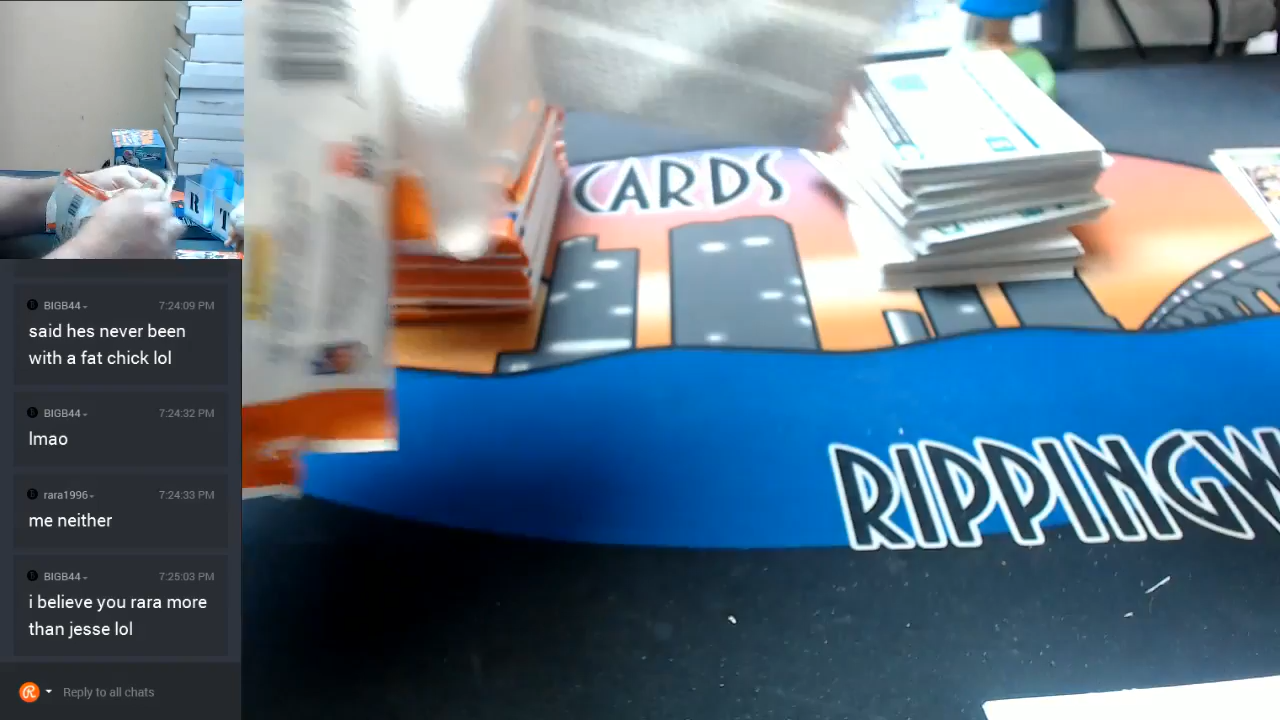 BIGB44 7:24:09 PM
said hes never been
with a fat chick lol
BIGB44 7:24:32 PM
lmao
rara1996 7:24:33 PM
me neither
BIGB44 7:25:03 PM
i believe you rara more
than jesse lol
Reply to all chats
R T
CARDS
RIPPINGW